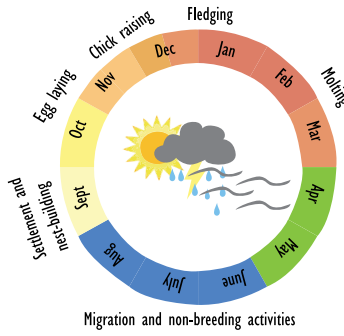 Fledging
Chick raising
Egg laying
Settlement and
nest-building
Molting
Migration and non-breeding activities
Jan
Feb
Mar
Apr
May
June
July
Aug
Sept
Oct
Nov
Dec